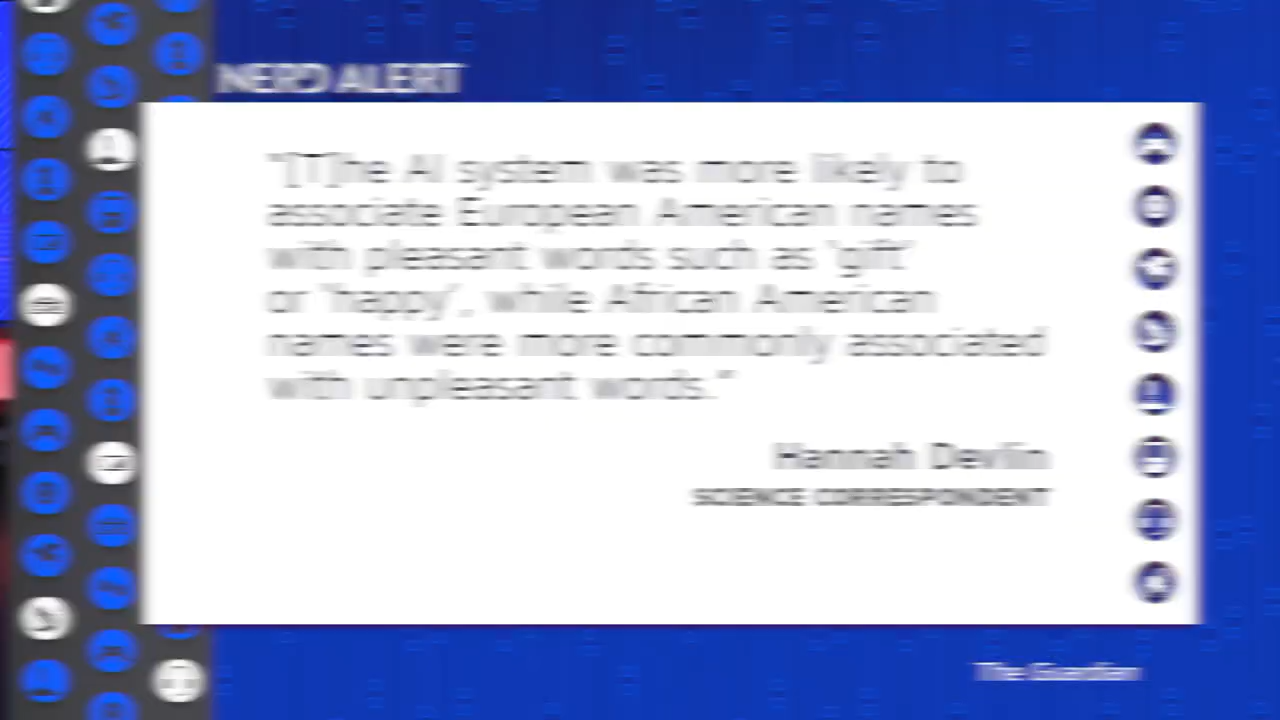 NERD ALERT
"[T]he AI system was more likely to
associate European American names
with pleasant words such as 'gift'
or 'happy', while African American
names were more commonly associated
with unpleasant words."
Hannah Devlin
SCIENCE CORRESPONDENT
The Guardian